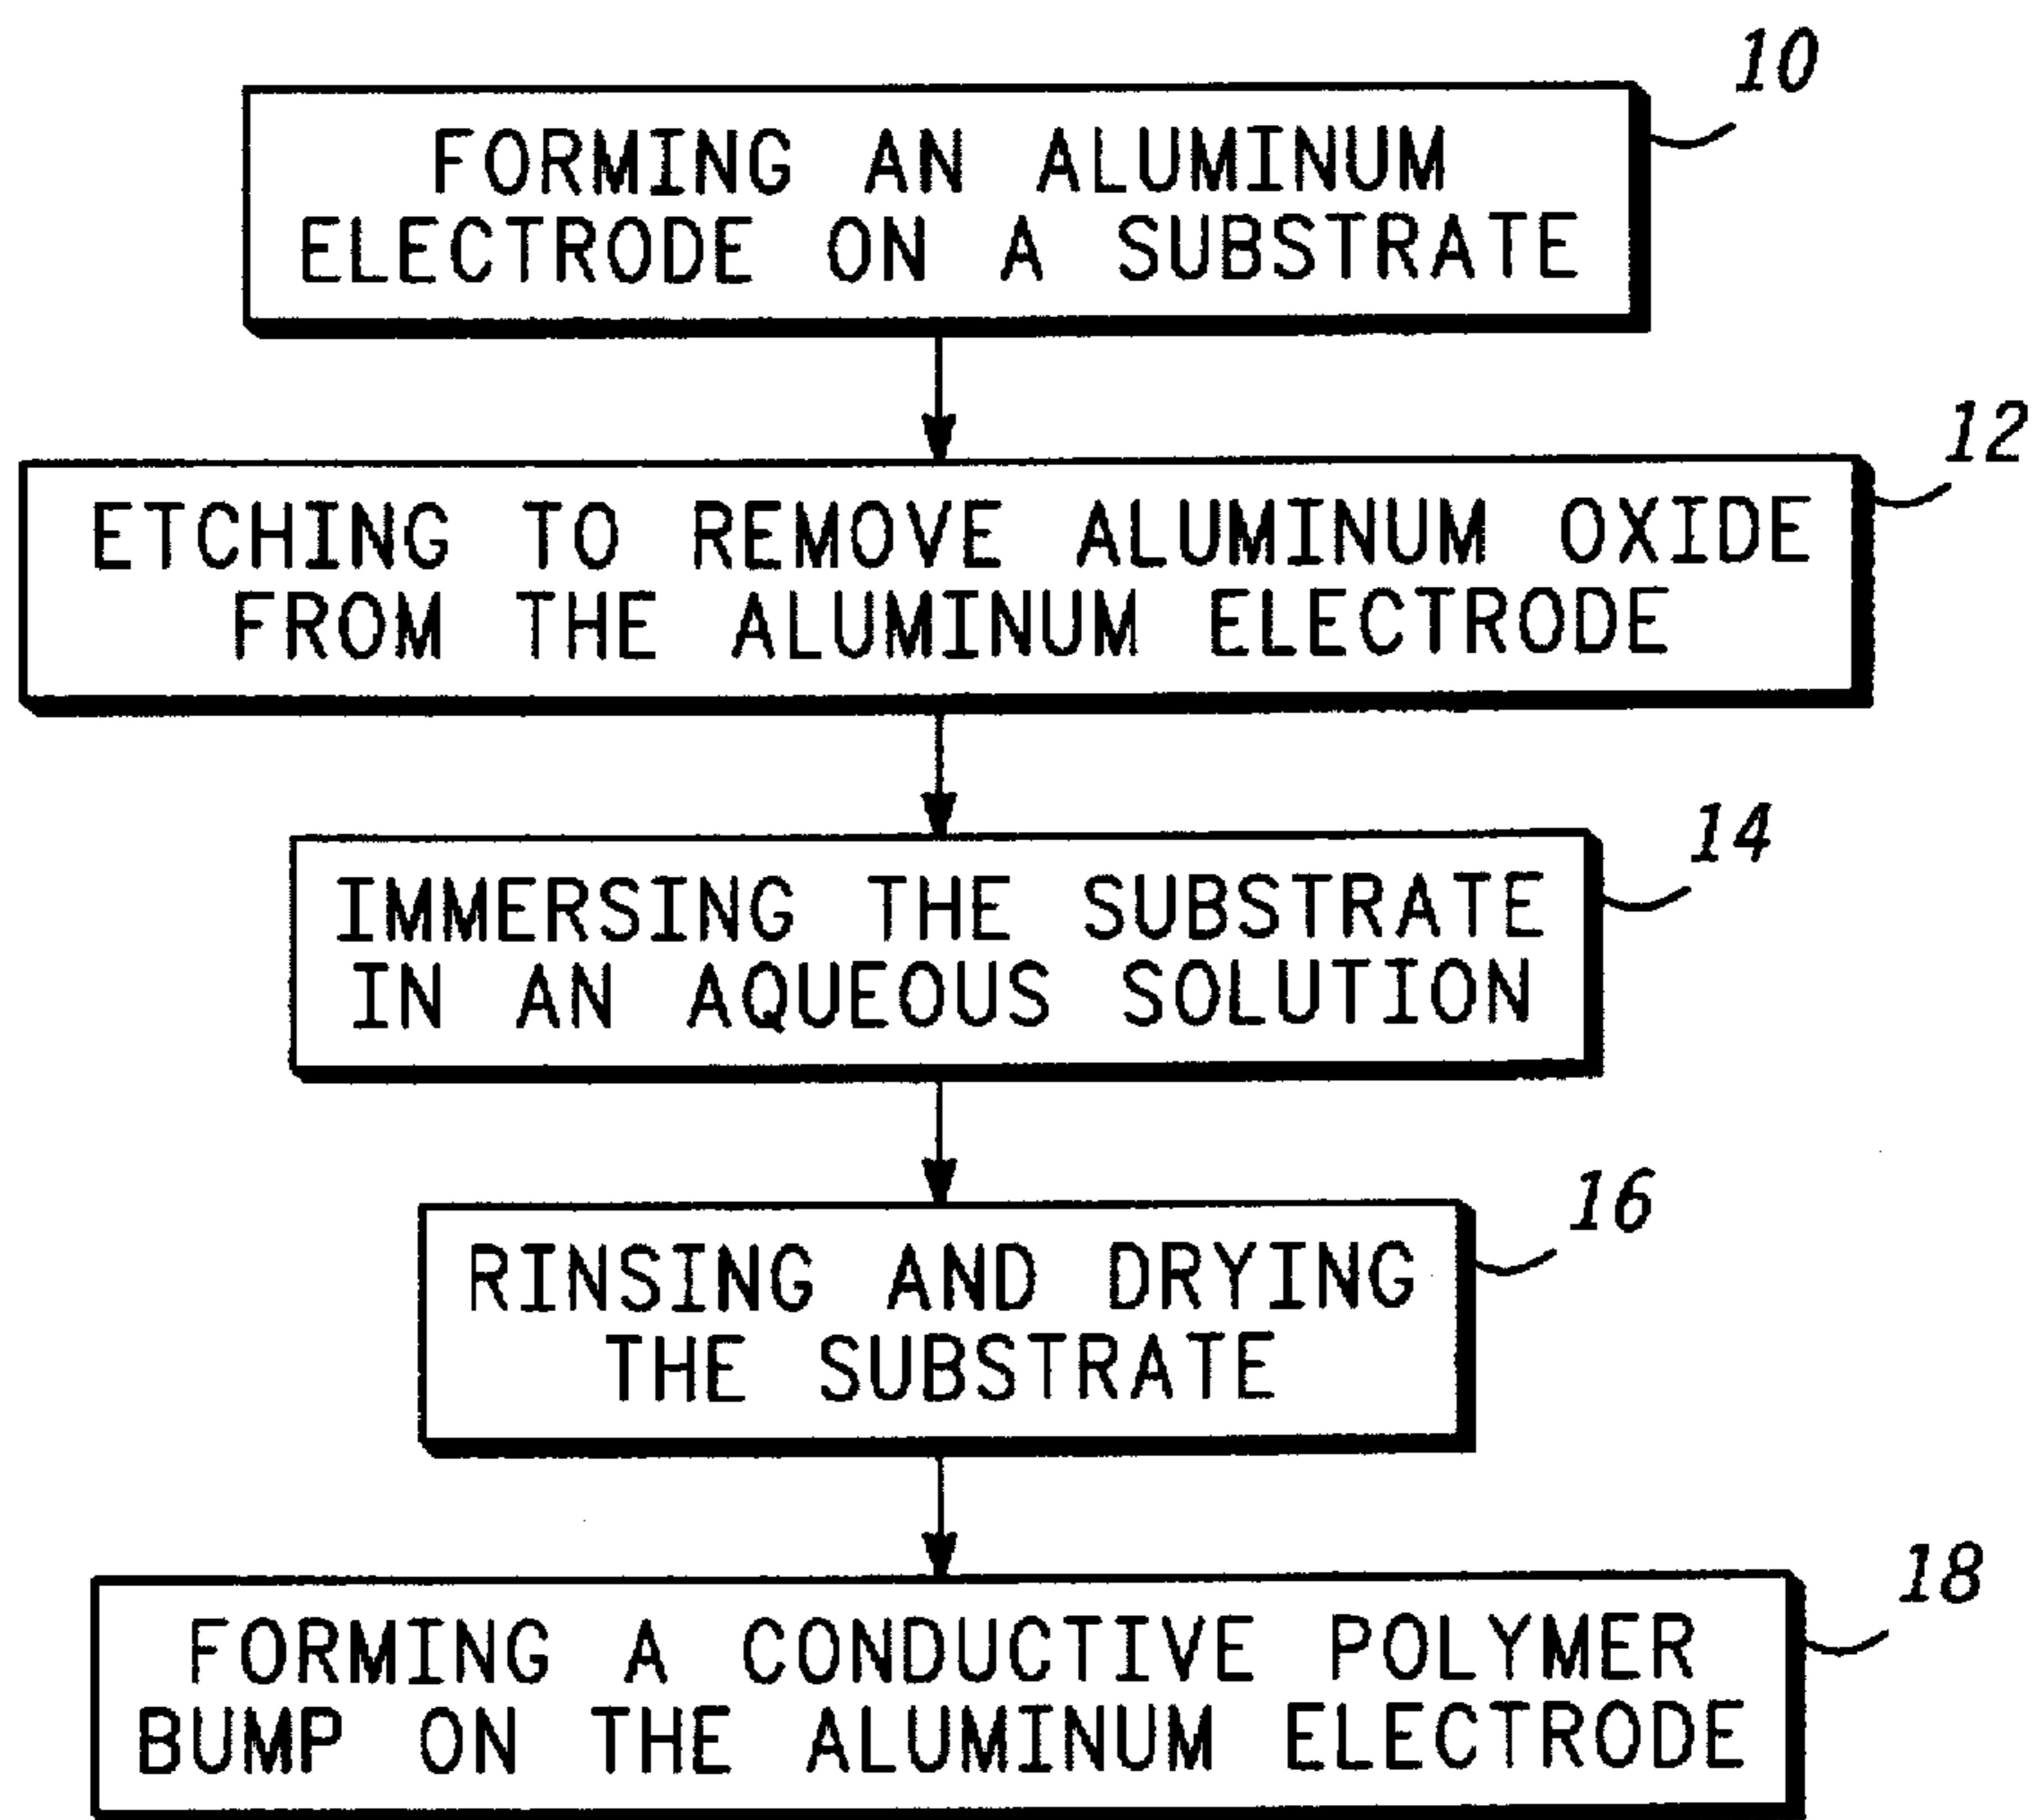 10
FORMING AN ALUMINUM
ELECTRODE ON A SUBSTRATE
12
ETCHING TO REMOVE ALUMINUM OXIDE
FROM THE ALUMINUM ELECTRODE
14
IMMERSING THE SUBSTRATE
IN AN AQUEOUS SOLUTION
16
RINSING AND DRYING
THE SUBSTRATE
18
FORMING A CONDUCTIVE POLYMER
BUMP ON THE ALUMINUM ELECTRODE